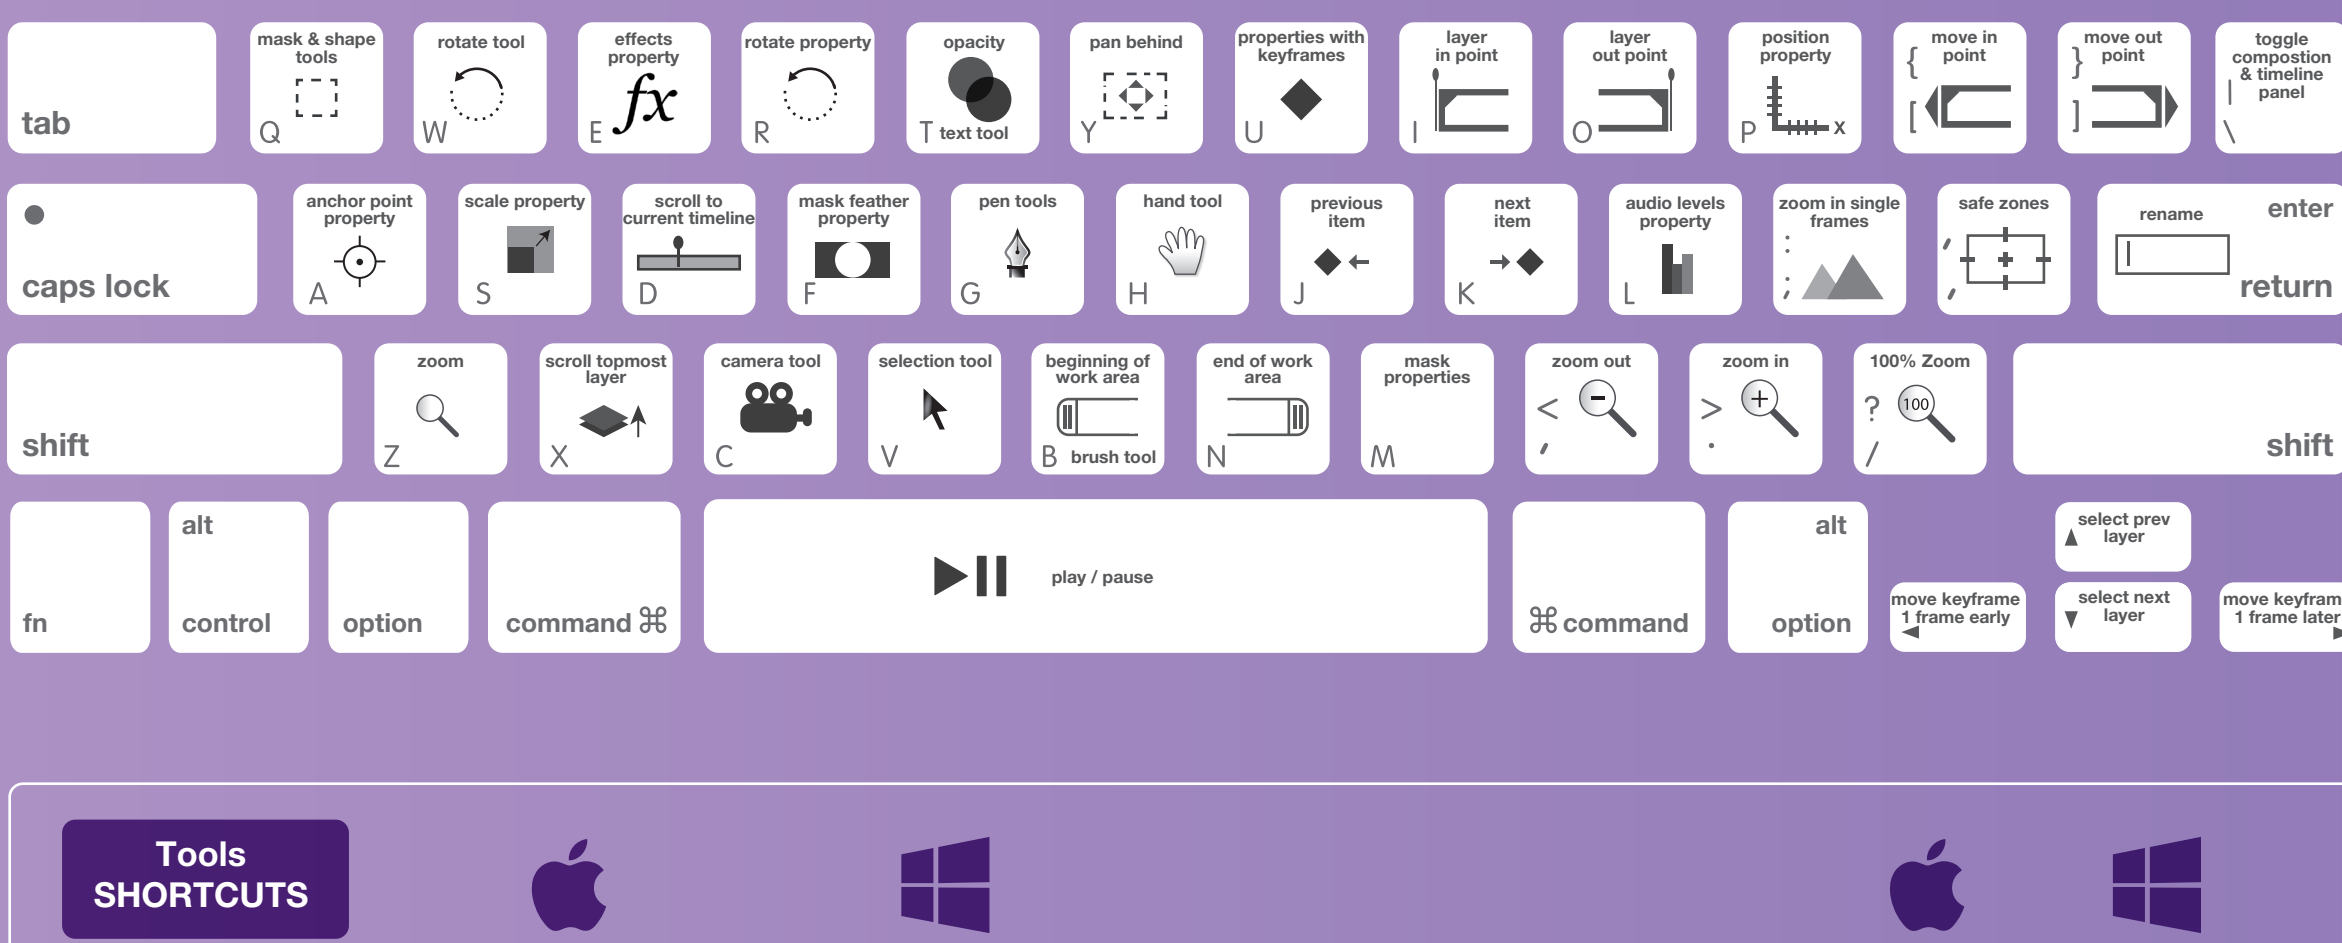 tab
mask & shape
tools
Q
rotate tool
W
effects
property
fx
E
rotate property
R
opacity
T text tool
pan behind
Y
properties with
keyframes
U
layer
in point
I
layer
out point
O
position
property
P
x
move in
point
{
[
move out
point
}
]
toggle
compostion
& timeline
panel
|
\
caps lock
anchor point
property
A
scale property
S
scroll to
current timeline
D
mask feather
property
F
pen tools
G
hand tool
H
previous
item
J
next
item
K
audio levels
property
L
zoom in single
frames
:
;
safe zones
'
'
rename
enter
return
shift
zoom
Z
scroll topmost
layer
X
camera tool
C
selection tool
V
beginning of
work area
B brush tool
end of work
area
N
mask
properties
M
zoom out
<
-
,
zoom in
>
+
.
100% Zoom
?
100
/
shift
fn
alt
control
option
command ⌘
play / pause
⌘ command
alt
option
move keyframe
1 frame early
select prev
layer
select next
layer
move keyfram
1 frame later
Tools
SHORTCUTS